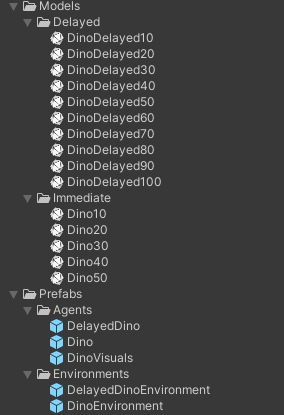 Models
Delayed
DinoDelayed10
DinoDelayed20
DinoDelayed30
DinoDelayed40
DinoDelayed50
DinoDelayed60
DinoDelayed70
DinoDelayed80
DinoDelayed90
DinoDelayed100
Immediate
Dino10
Dino20
Dino30
Dino40
Dino50
Prefabs
Agents
DelayedDino
Dino
DinoVisuals
Environments
DelayedDinoEnvironment
DinoEnvironment